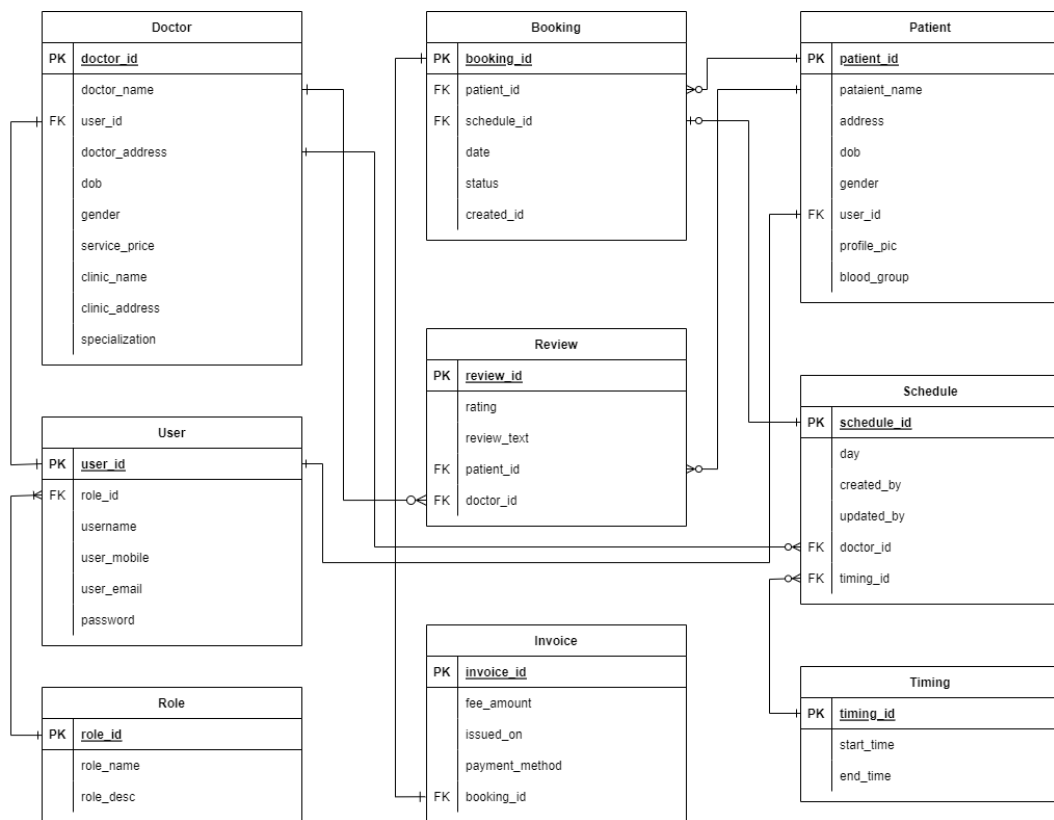 Doctor
PK doctor_id
doctor_name
FK user_id
doctor_address
dob
gender
service_price
clinic_name
clinic_address
specialization
User
PK user_id
FK role_id
username
user_mobile
user_email
password
Role
PK role_id
role_name
role_desc
Booking
PK booking_id
FK patient_id
FK schedule_id
date
status
created_id
Review
PK review_id
rating
review_text
FK patient_id
FK doctor_id
Invoice
PK invoice_id
fee_amount
issued_on
payment_method
FK booking_id
Patient
PK patient_id
pataient_name
address
dob
gender
FK user_id
profile_pic
blood_group
Schedule
PK schedule_id
day
created_by
updated_by
FK doctor_id
FK timing_id
Timing
PK timing_id
start_time
end_time